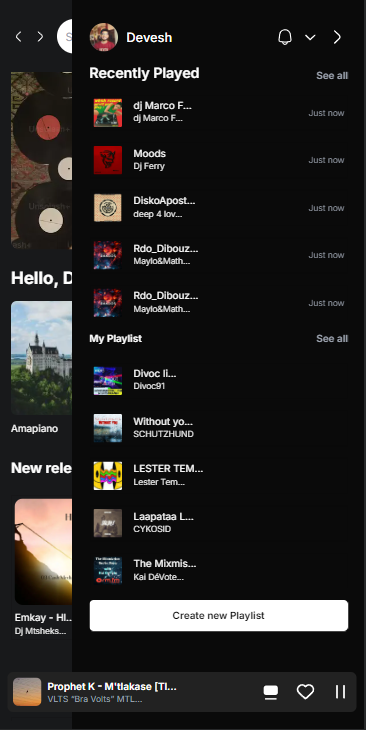 S
Devesh
Recently Played
See all
dj Marco F...
dj Marco F...
Just now
Moods
Dj Ferry
Just now
DiskoApost...
deep 4 lov...
Just now
Rdo_Dibouz...
Maylo&Math...
Just now
Rdo_Dibouz...
Maylo&Math...
Just now
My Playlist
See all
Divoc li...
Divoc91
Without yo...
SCHUTZHUND
LESTER TEM...
Lester Tem...
Laapataa L...
CYKOSID
The Mixmis...
Kai DéVote...
Create new Playlist
Hello, D
Amapiano
New rele
Emkay - Hl...
Dj Mtsheks...
Prophet K - M'tlakase [TI...
VLTS "Bra Volts" MTL...